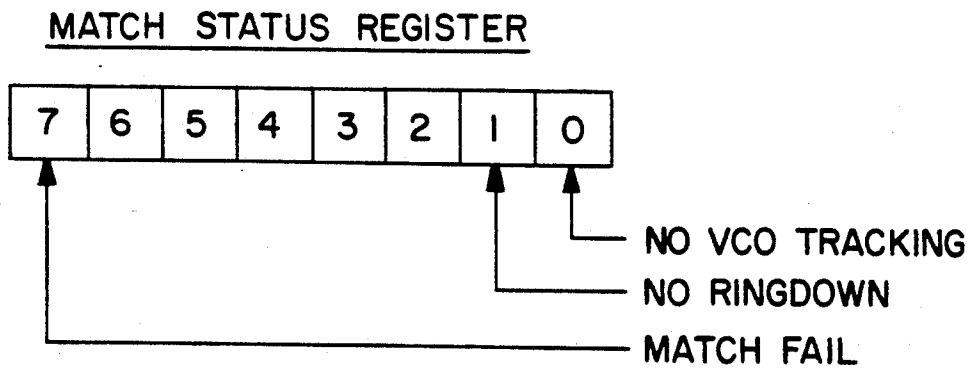 MATCH STATUS REGISTER
7 6 5 4 3 2 1 0
NO VCO TRACKING
NO RINGDOWN
MATCH FAIL